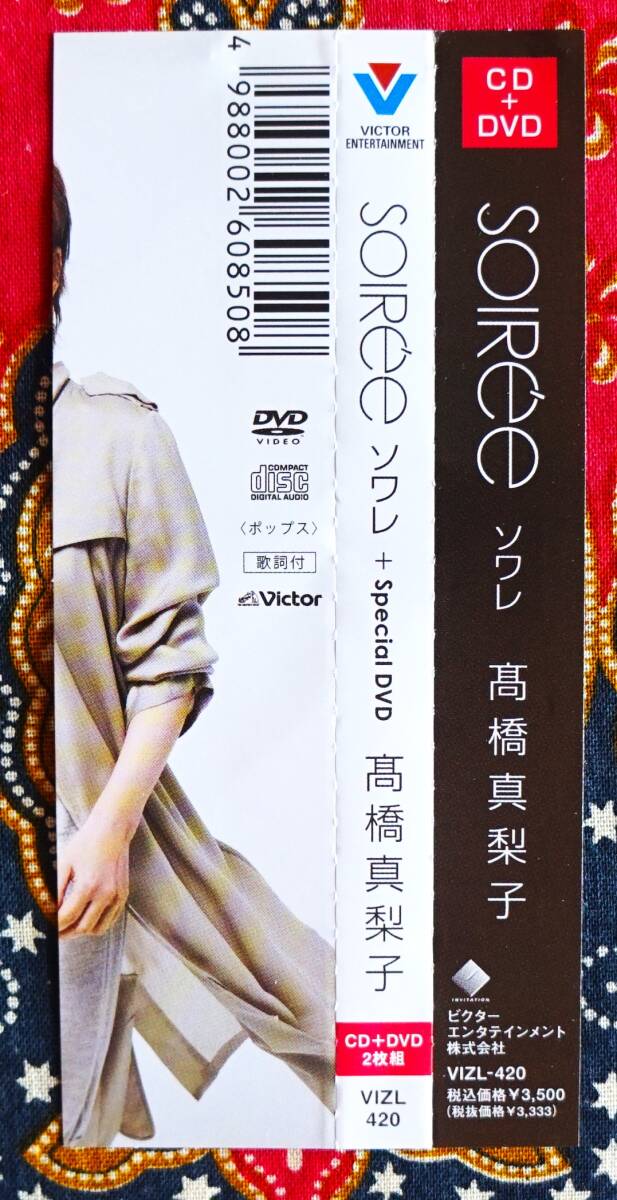 4 988002 608508
DVD
VIDEO
COMPACT
disc
DIGITAL AUDIO
〈ポップス〉
歌詞付
Victor
VICTOR
ENTERTAINMENT
SOIRée ソワレ + Special DVD 髙橋真梨子
CD+DVD
2枚組
VIZL
420
CD
+
DVD
SOIRée ソワレ 髙橋真梨子
INVITATION
ビクター
エンタテインメント
株式会社
VIZL-420
税込価格¥3,500
(税抜価格¥3,333)